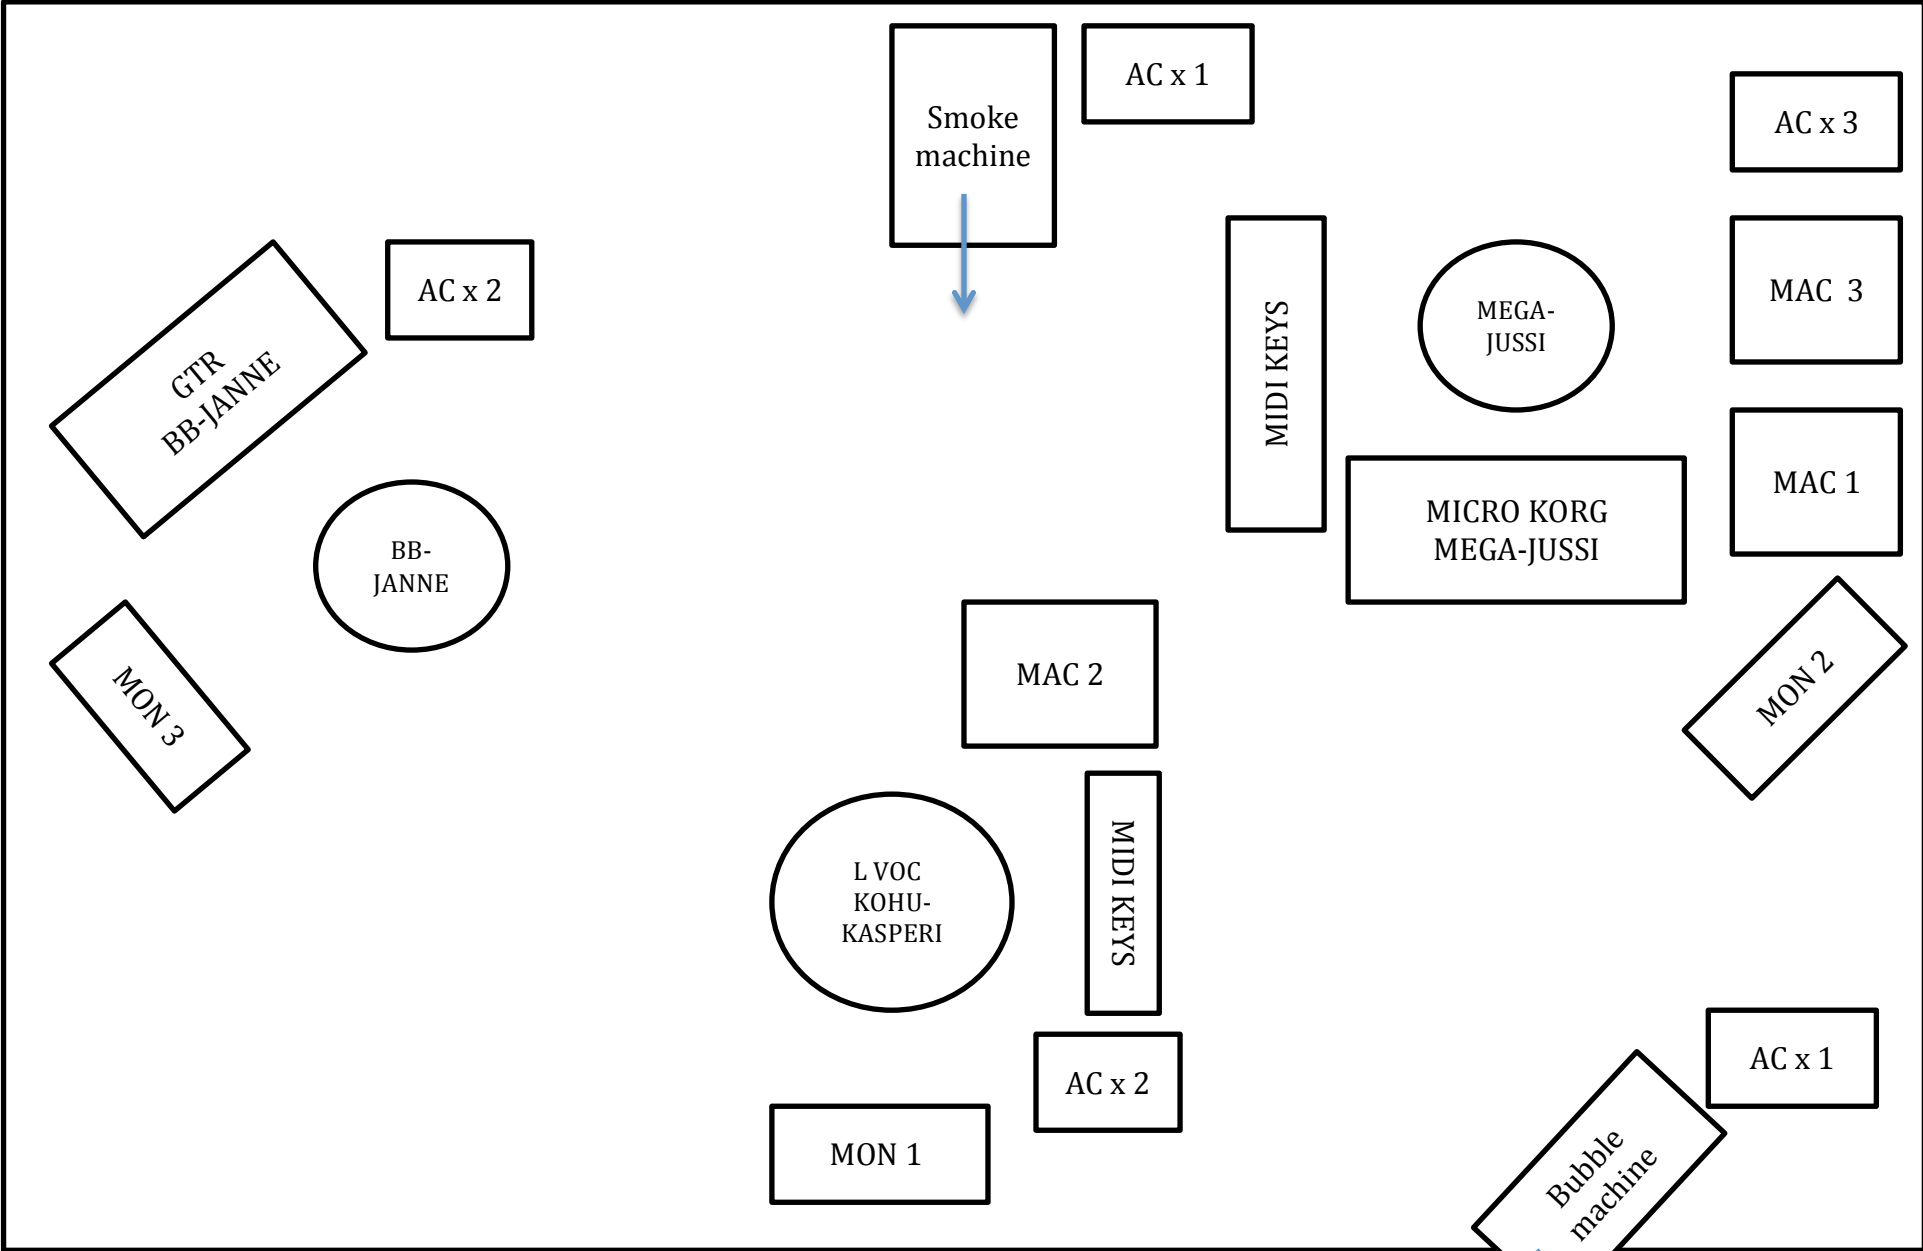 Smoke
machine
AC x 1
AC x 3
AC x 2
GTR
BB-JANNE
MIDI KEYS
MEGA-
JUSSI
MAC  3
MAC 1
MICRO KORG
MEGA-JUSSI
BB-
JANNE
MON 3
MAC 2
MON 2
L VOC
KOHU-
KASPERI
MIDI KEYS
AC x 2
MON 1
AC x 1
Bubble
machine